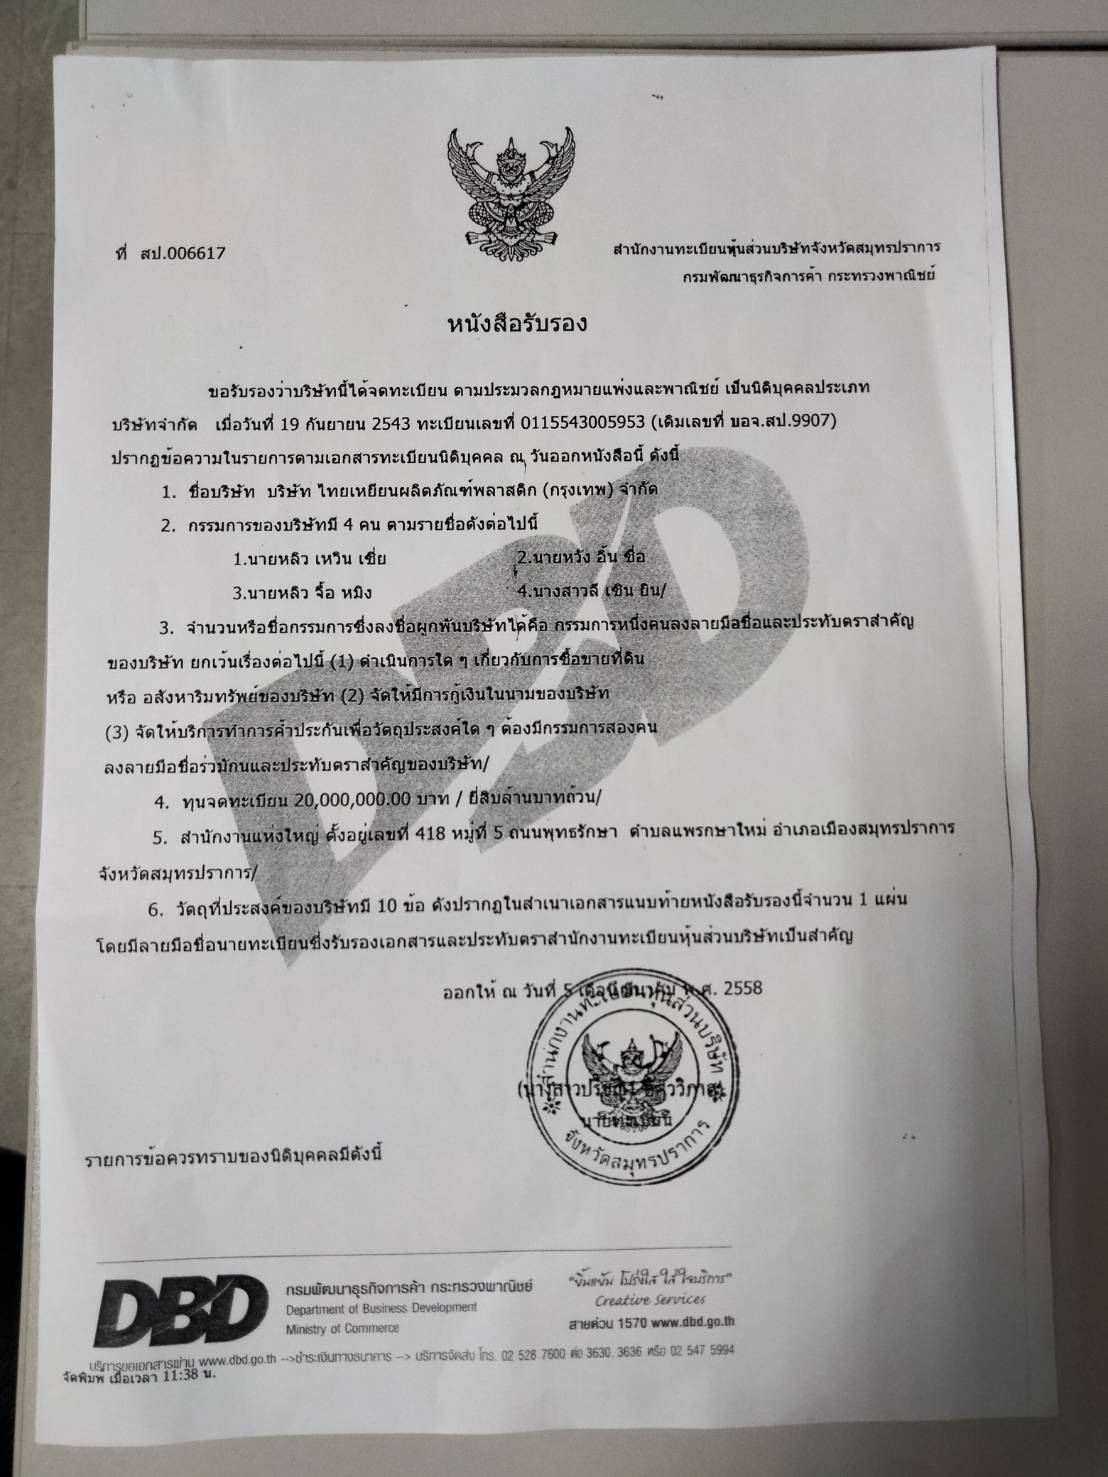 ที่ สป.006617
สำนักงานทะเบียนหุ้นส่วนบริษัทจังหวัดสมุทรปราการ
กรมพัฒนาธุรกิจการค้า กระทรวงพาณิชย์
หนังสือรับรอง
ขอรับรองว่าบริษัทนี้ได้จดทะเบียน ตามประมวลกฎหมายแพ่งและพาณิชย์ เป็นนิติบุคคลประเภท
บริษัทจำกัด เมื่อวันที่ 19 กันยายน 2543 ทะเบียนเลขที่ 0115543005953 (เดิมเลขที่ บอจ.สป.9907)
ปรากฏข้อความในรายการตามเอกสารทะเบียนนิติบุคคล ณ วันออกหนังสือนี้ ดังนี้
1. ชื่อบริษัท บริษัท ไทยเหยียนผลิตภัณฑ์พลาสติก (กรุงเทพ) จำกัด
2. กรรมการของบริษัทมี 4 คน ตามรายชื่อดังต่อไปนี้
1.นายหลิว เหวิน เซี่ย 2.นายหวัง อิ้น ซื่อ
3.นายหลิว จื้อ หมิง 4.นางสาวลี เซิน ยิน/
3. จำนวนหรือชื่อกรรมการซึ่งลงชื่อผูกพันบริษัทได้คือ กรรมการหนึ่งคนลงลายมือชื่อและประทับตราสำคัญ
ของบริษัท ยกเว้นเรื่องต่อไปนี้ (1) ดำเนินการใด ๆ เกี่ยวกับการซื้อขายที่ดิน
หรือ อสังหาริมทรัพย์ของบริษัท (2) จัดให้มีการกู้เงินในนามของบริษัท
(3) จัดให้บริการทำการค้ำประกันเพื่อวัตถุประสงค์ใด ๆ ต้องมีกรรมการสองคน
ลงลายมือชื่อร่วมักนและประทับตราสำคัญของบริษัท/
4. ทุนจดทะเบียน 20,000,000.00 บาท / ยี่สิบล้านบาทถ้วน/
5. สำนักงานแห่งใหญ่ ตั้งอยู่เลขที่ 418 หมู่ที่ 5 ถนนพุทธรักษา ตำบลแพรกษาใหม่ อำเภอเมืองสมุทรปราการ
จังหวัดสมุทรปราการ/
6. วัตถุที่ประสงค์ของบริษัทมี 10 ข้อ ดังปรากฏในสำเนาเอกสารแนบท้ายหนังสือรับรองนี้จำนวน 1 แผ่น
โดยมีลายมือชื่อนายทะเบียนซึ่งรับรองเอกสารและประทับตราสำนักงานทะเบียนหุ้นส่วนบริษัทเป็นสำคัญ
ออกให้ ณ วันที่ 5 เดือน พ.ศ. 2558
สำนักงานทะเบียนหุ้นส่วนบริษัท
(นางสาว
นายทะเบียน
จังหวัดสมุทรปราการ
รายการข้อควรทราบของนิติบุคคลมีดังนี้
DBD
กรมพัฒนาธุรกิจการค้า กระทรวงพาณิชย์
Department of Business Development
Ministry of Commerce
"ยิ้มแย้ม โปร่งใส ใส่ใจบริการ"
Creative Services
สายด่วน 1570 www.dbd.go.th
บริการขอเอกสารผ่าน www.dbd.go.th -->ชำระเงินทางธนาคาร --> บริการจัดส่ง โทร. 02 528 7600 ต่อ 3630. 3636 หรือ 02 547 5994
จัดพิมพ์ เมื่อเวลา 11:38 น.
DBD